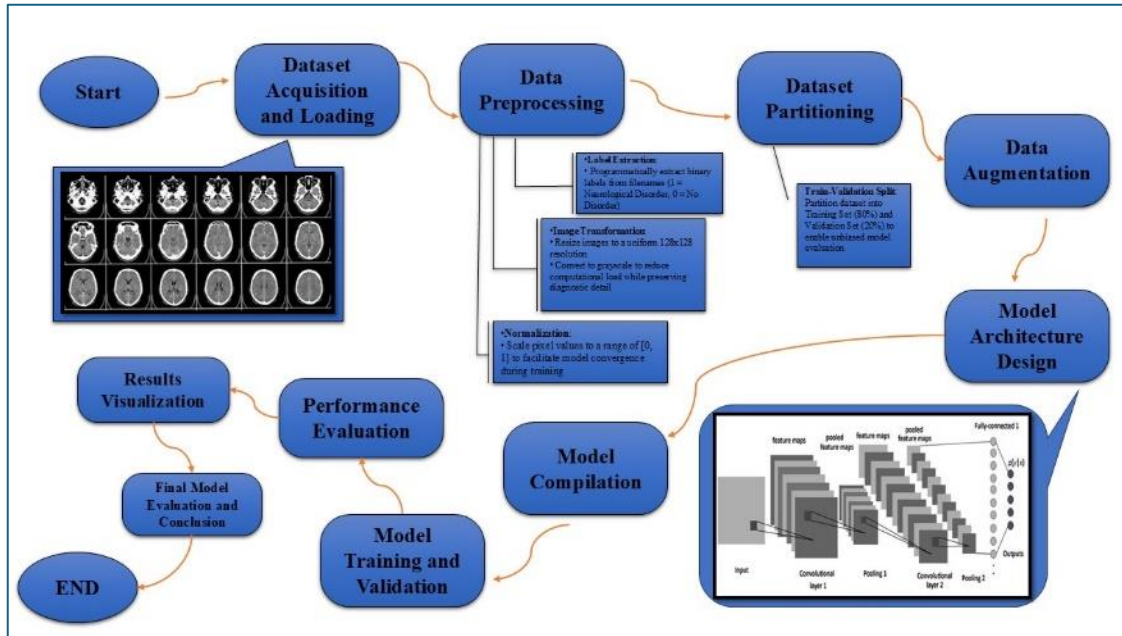 Start
Dataset
Acquisition
and Loading
Data
Preprocessing
•Label Extraction:
• Programmatically extract binary
labels from filenames (1 =
Neurological Disorder, 0 = No
Disorder)
•Image Transformation
• Resize images to a uniform 128x128
resolution
• Convert to grayscale to reduce
computational load while preserving
diagnostic detail
•Normalization:
• Scale pixel values to a range of [0,
1] to facilitate model convergence
during training
Dataset
Partitioning
Train-Validation Split:
Partition dataset into
Training Set (80%) and
Validation Set (20%) to
enable unbiased model
evaluation.
Data
Augmentation
Model
Architecture
Design
feature maps
pooled
feature maps
feature maps
pooled
feature maps
Fully-connected 1
p(y|x)
Outputs
Input
Convolutional
layer 1
Pooling 1
Convolutional
layer 2
Pooling 2
Model
Compilation
Model
Training and
Validation
Performance
Evaluation
Results
Visualization
Final Model
Evaluation and
Conclusion
END